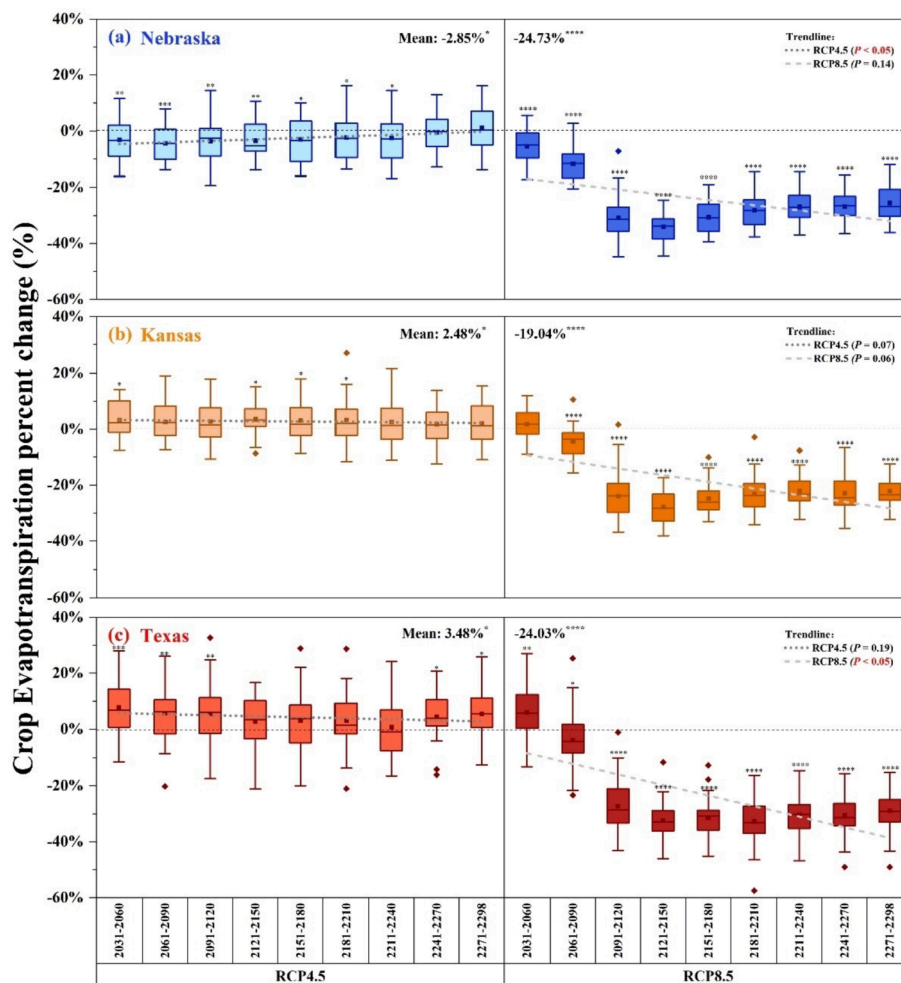 Crop Evapotranspiration percent change (%)
40%
20%
0%
-20%
-40%
-60%
(a) Nebraska
Mean: -2.85%*
-24.73%****
Trendline:
RCP4.5 (P < 0.05)
RCP8.5 (P = 0.14)
** *** ** ** * * *
**** **** **** **** **** **** **** **** ****
40%
20%
0%
-20%
-40%
-60%
(b) Kansas
Mean: 2.48%*
-19.04%****
Trendline:
RCP4.5 (P = 0.07)
RCP8.5 (P = 0.06)
* * * *
**** **** **** **** **** **** **** ****
40%
20%
0%
-20%
-40%
-60%
(c) Texas
Mean: 3.48%*
-24.03%****
Trendline:
RCP4.5 (P = 0.19)
RCP8.5 (P < 0.05)
*** ** ** * *
** * **** **** **** **** **** **** ****
2031-2060
2061-2090
2091-2120
2121-2150
2151-2180
2181-2210
2211-2240
2241-2270
2271-2298
2031-2060
2061-2090
2091-2120
2121-2150
2151-2180
2181-2210
2211-2240
2241-2270
2271-2298
RCP4.5
RCP8.5